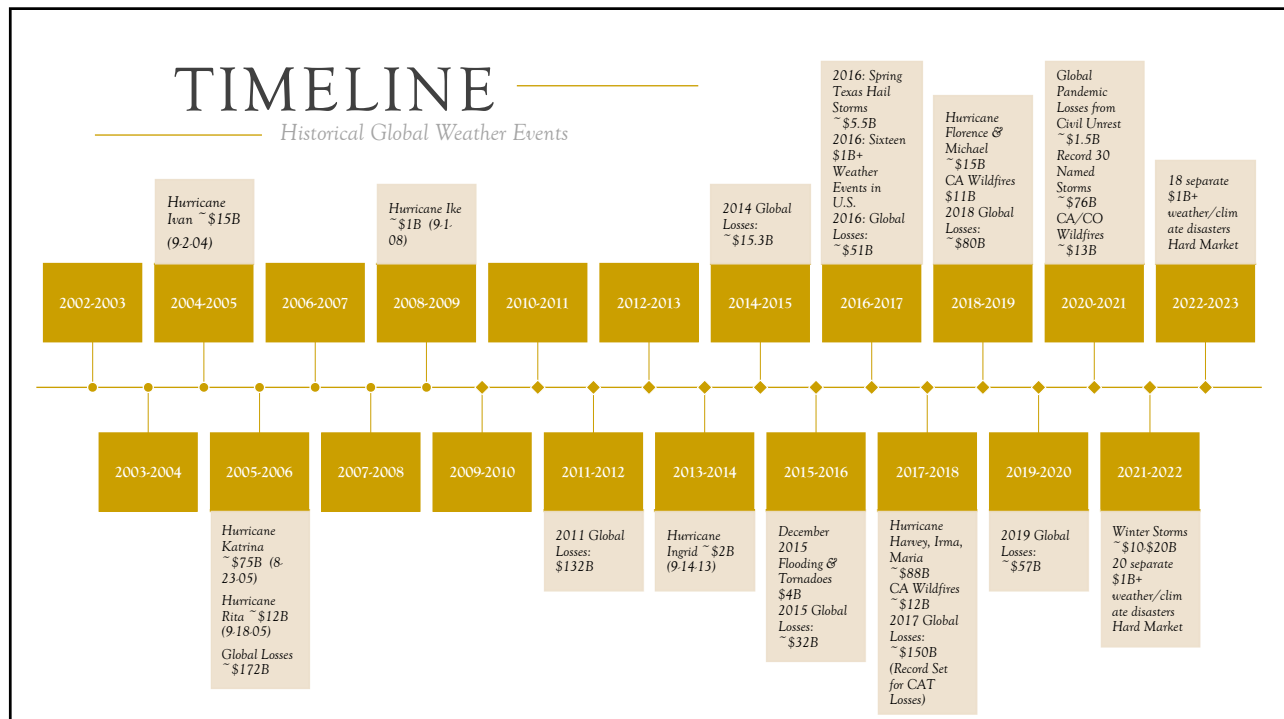 TIMELINE
Historical Global Weather Events
Hurricane
Ivan ~$15B
(9-2-04)
Hurricane Ike
~$1B (9-1-
08)
2014 Global
Losses:
~$15.3B
2016: Spring
Texas Hail
Storms
~$5.5B
2016: Sixteen
$1B+
Weather
Events in
U.S.
2016: Global
Losses:
~$51B
Hurricane
Florence &
Michael
~$15B
CA Wildfires
$11B
2018 Global
Losses:
~$80B
Global
Pandemic
Losses from
Civil Unrest
~$1.5B
Record 30
Named
Storms
~$76B
CA/CO
Wildfires
~$13B
18 separate
$1B+
weather/clim
ate disasters
Hard Market
2002-2003
2004-2005
2006-2007
2008-2009
2010-2011
2012-2013
2014-2015
2016-2017
2018-2019
2020-2021
2022-2023
2003-2004
2005-2006
2007-2008
2009-2010
2011-2012
2013-2014
2015-2016
2017-2018
2019-2020
2021-2022
Hurricane
Katrina
~$75B (8-
23-05)
Hurricane
Rita ~$12B
(9-18-05)
Global Losses
~$172B
2011 Global
Losses:
$132B
Hurricane
Ingrid ~$2B
(9-14-13)
December
2015
Flooding &
Tornadoes
$4B
2015 Global
Losses:
~$32B
Hurricane
Harvey, Irma,
Maria
~$88B
CA Wildfires
~$12B
2017 Global
Losses:
~$150B
(Record Set
for CAT
Losses)
2019 Global
Losses:
~$57B
Winter Storms
~$10-$20B
20 separate
$1B+
weather/clim
ate disasters
Hard Market